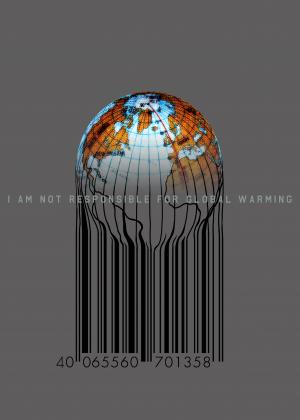 I AM NOT RESPONSIBLE FOR GLOBAL WARMING
40 065560 701358